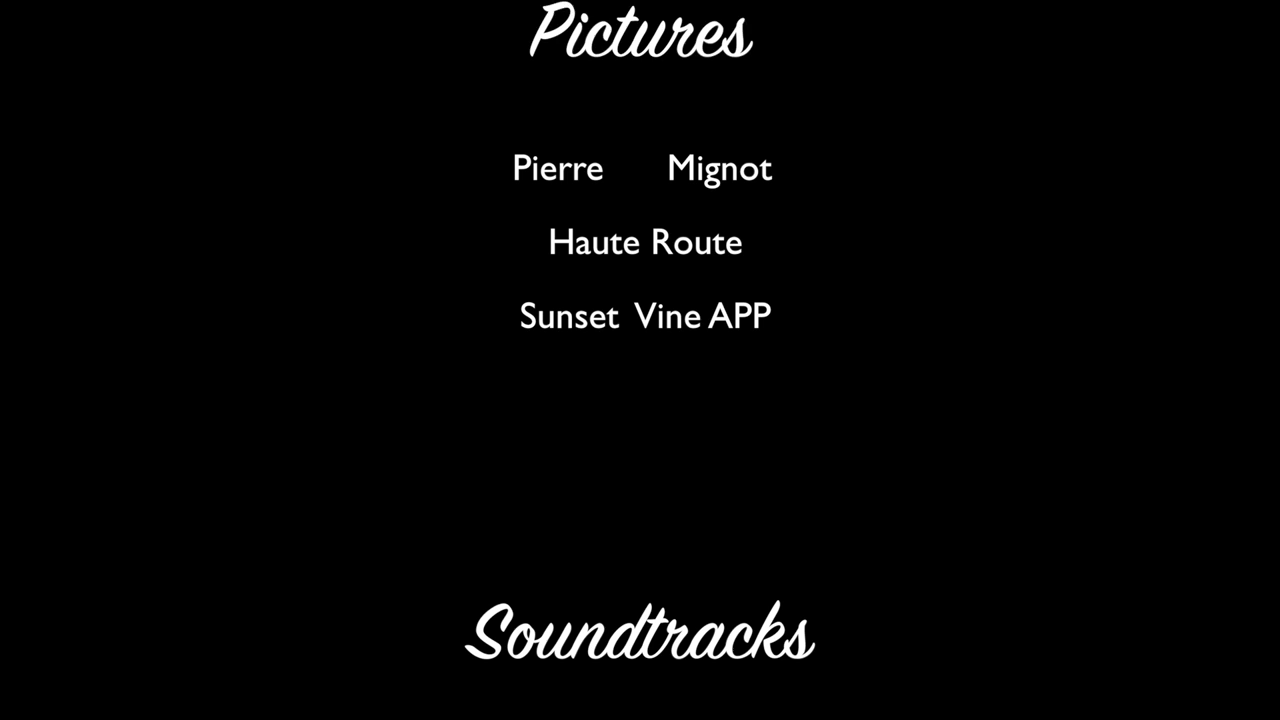 Pictures
Pierre Mignot
Haute Route
Sunset Vine APP
Soundtracks